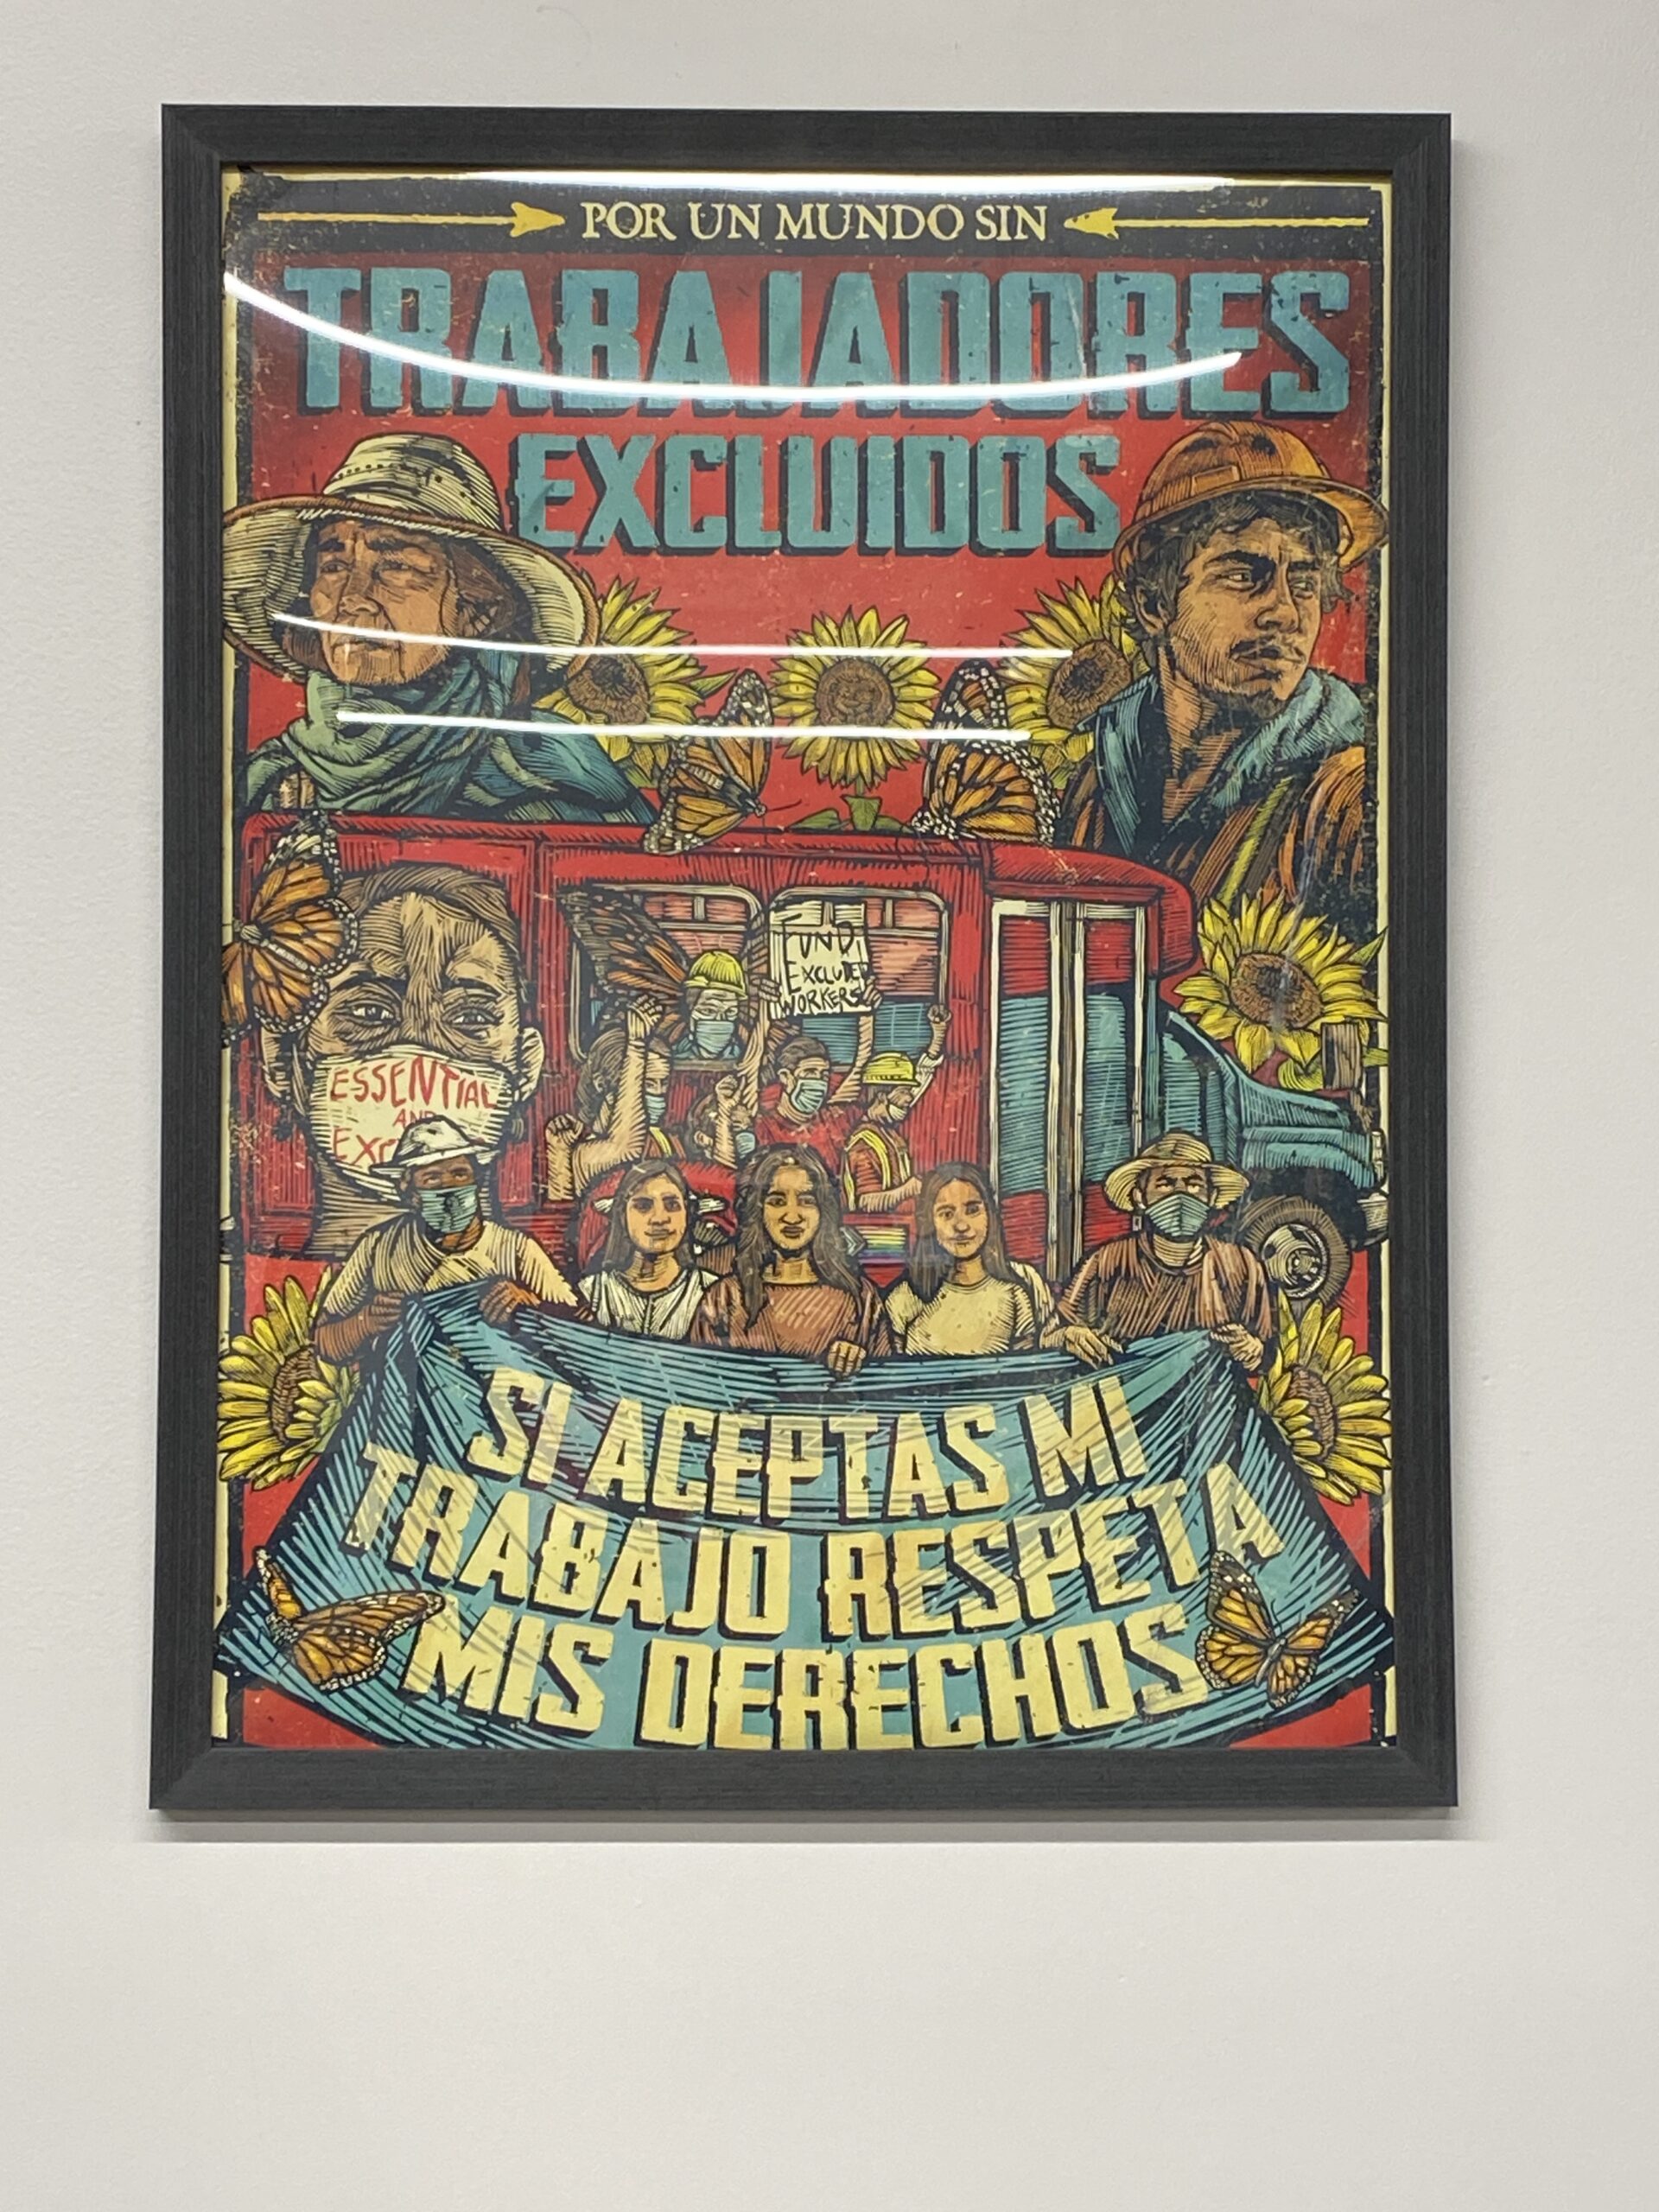 POR UN MUNDO SIN
TRABAJADORES
EXCLUIDOS
FUND
EXCLUDED
WORKERS
ESSENTIAL
AND
SI ACEPTAS MI
TRABAJO RESPETA
MIS DERECHOS